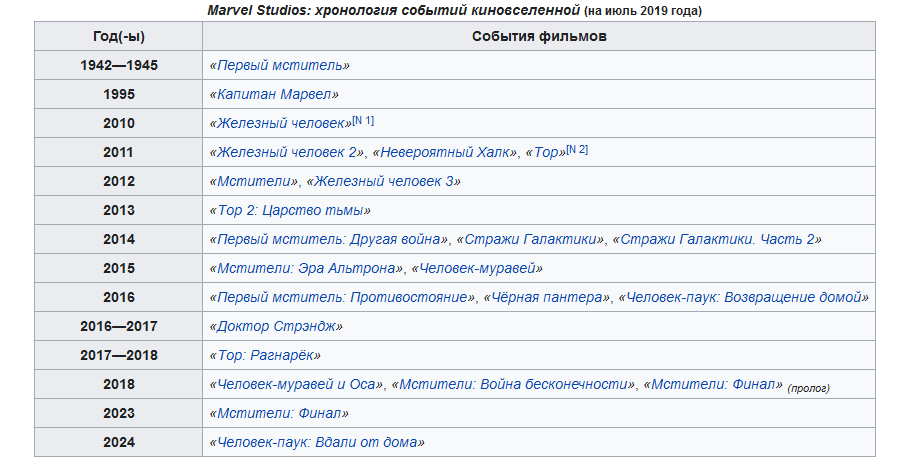 Marvel Studios: хронология событий киновселенной (на июль 2019 года)
Год(-ы) События фильмов
1942—1945 «Первый мститель»
1995 «Капитан Марвел»
2010 «Железный человек»[N 1]
2011 «Железный человек 2», «Невероятный Халк», «Тор»[N 2]
2012 «Мстители», «Железный человек 3»
2013 «Тор 2: Царство тьмы»
2014 «Первый мститель: Другая война», «Стражи Галактики», «Стражи Галактики. Часть 2»
2015 «Мстители: Эра Альтрона», «Человек-муравей»
2016 «Первый мститель: Противостояние», «Чёрная пантера», «Человек-паук: Возвращение домой»
2016—2017 «Доктор Стрэндж»
2017—2018 «Тор: Рагнарёк»
2018 «Человек-муравей и Оса», «Мстители: Война бесконечности», «Мстители: Финал» (пролог)
2023 «Мстители: Финал»
2024 «Человек-паук: Вдали от дома»